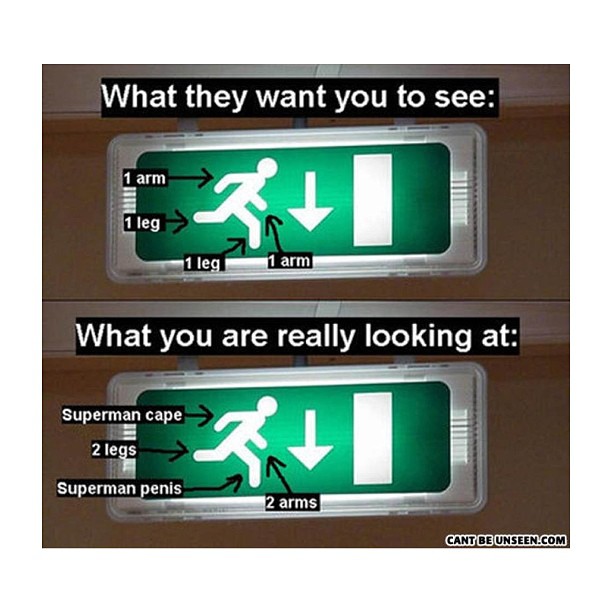 What they want you to see:
1 arm
1 leg
1 leg
1 arm
What you are really looking at:
Superman cape
2 legs
Superman penis
2 arms
CANT BE UNSEEN.COM